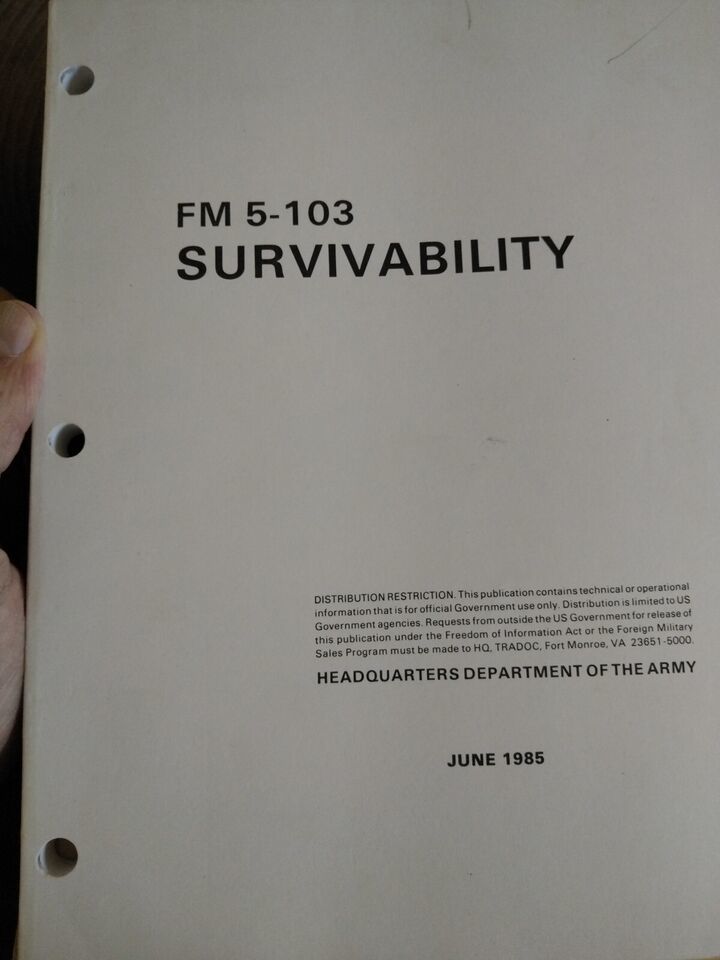 FM 5-103
SURVIVABILITY
DISTRIBUTION RESTRICTION. This publication contains technical or operational
information that is for official Government use only. Distribution is limited to US
Government agencies. Requests from outside the US Government for release of
this publication under the Freedom of Information Act or the Foreign Military
Sales Program must be made to HQ, TRADOC, Fort Monroe, VA 23651-5000.
HEADQUARTERS DEPARTMENT OF THE ARMY
JUNE 1985